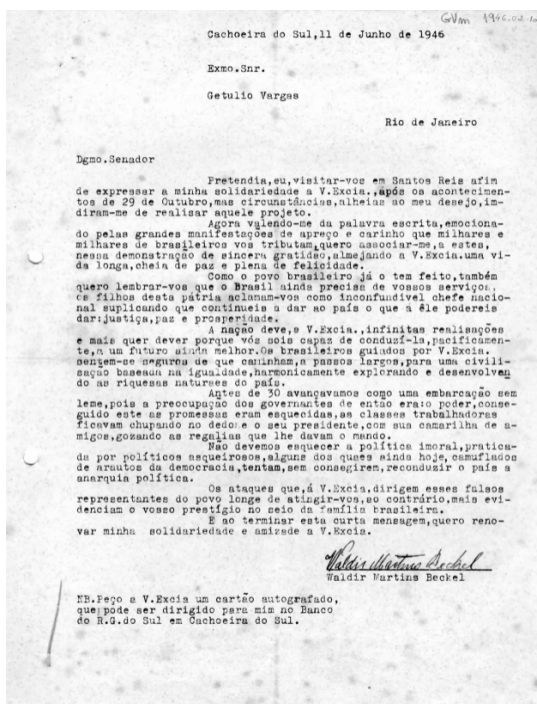 GVm 1946.02
Cachoeira do Sul,11 de Junho de 1946
Exmo.Snr.
Getulio Vargas
Rio de Janeiro
Dgmo.Senador
Pretendia,eu,visitar-vos em Santos Reis afim
de expressar a minha solidariedade a V.Excia.,após os acontecimen-
tos de 29 de Outubro,mas circunstâncias,alheias ao meu desejo,im-
diram-me de realisar aquele projeto.
Agora valendo-me da palavra escrita,emociona-
do pelas grandes manifestações de apreço e carinho que milhares e
milhares de brasileiros vos tributam,quero associar-me,a estes,
nessa demonstração de sincera gratidão,almejando a V.Excia.uma vi-
da longa,cheia de paz e plena de felicidade.
Como o povo brasileiro já o tem feito,também
quero lembrar-vos que o Brasil ainda precisa de vossos serviços,
os filhos desta pátria aclamam-vos como inconfundivel chefe nacio-
nal suplicando que continueis a dar ao país o que a êle podereis
dar:justiça,paz e prosperidade.
A nação deve,a V.Excia.,infinitas realisações
e mais quer dever porque vós sois capaz de conduzí-la,pacificamen-
te,a um futuro ainda melhor.Os brasileiros guiados por V.Excia.
sentem-se seguros de que caminham,a passos largos,para uma civili-
sação baseada na igualdade,harmonicamente explorando e desenvolven
do as riquesas naturaes do país.
Antes de 30 avançavamos como uma embarcação sem
leme,pois a preocupação dos governantes de então era:o poder,conse-
guido este as promessas eram esquecidas,as classes trabalhadoras
ficavam chupando no dedo:e o seu presidente,com sua camarilha de a-
migos,gozando as regalias que lhe davam o mando.
Não devemos esquecer a política imoral,pratica-
da por políticos asqueirosos,alguns dos quaes ainda hoje,camuflados
de arautos da democracia,tentam,sem consegirem,reconduzir o país a
anarquia política.
Os ataques que,á V.Excia,dirigem esses falsos
representantes do povo longe de atingir-vos,ao contrário,mais evi-
denciam o vosso prestígio no seio da família brasileira.
E ao terminar esta curta mensagem,quero reno-
var minha solidariedade e amizade a V.Excia.
Waldir Martins Beckel
Waldir Martins Beckel
NB.Peço a V.Excia um cartão autografado,
que pode ser dirigido para mim no Banco
do R.G.do Sul em Cachoeira do Sul.